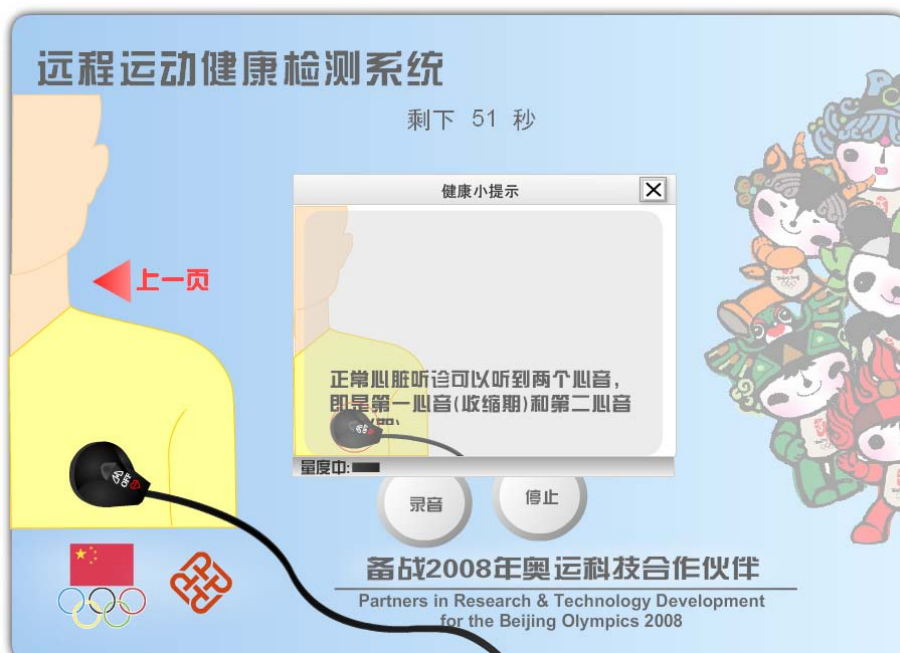 远程运动健康检测系统
剩下 51 秒
健康小提示
上一页
正常心脏听诊可以听到两个心音，
即是第一心音(收缩期)和第二心音
量度中:
录音
停止
备战2008年奥运科技合作伙伴
Partners in Research & Technology Development
for the Beijing Olympics 2008